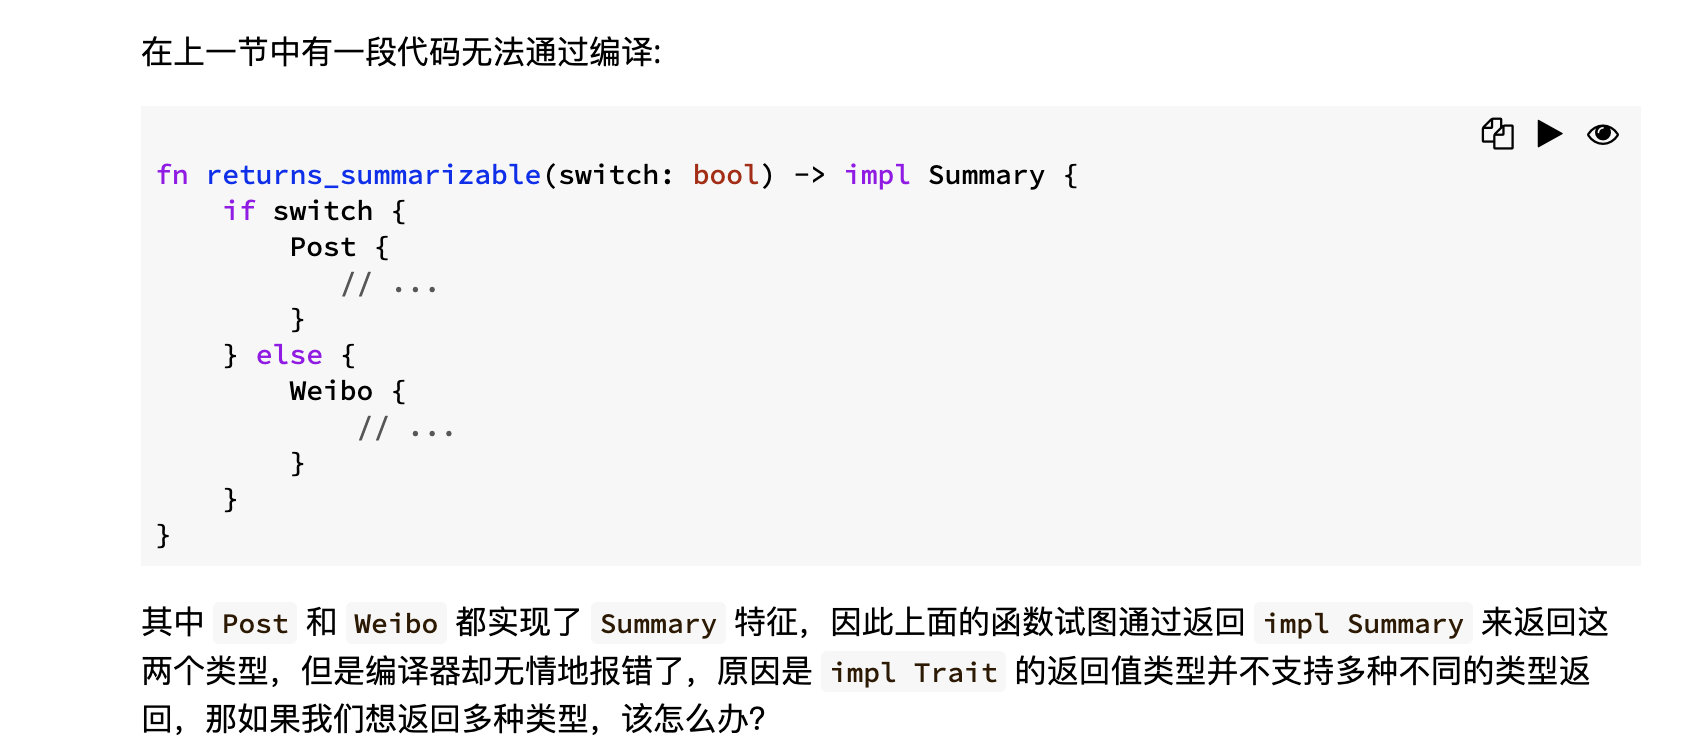 在上一节中有一段代码无法通过编译:
fn returns_summarizable(switch: bool) -> impl Summary {
    if switch {
        Post {
           // ...
        }
    } else {
        Weibo {
            // ...
        }
    }
}
其中 Post 和 Weibo 都实现了 Summary 特征，因此上面的函数试图通过返回 impl Summary 来返回这
两个类型，但是编译器却无情地报错了，原因是 impl Trait 的返回值类型并不支持多种不同的类型返
回，那如果我们想返回多种类型，该怎么办？